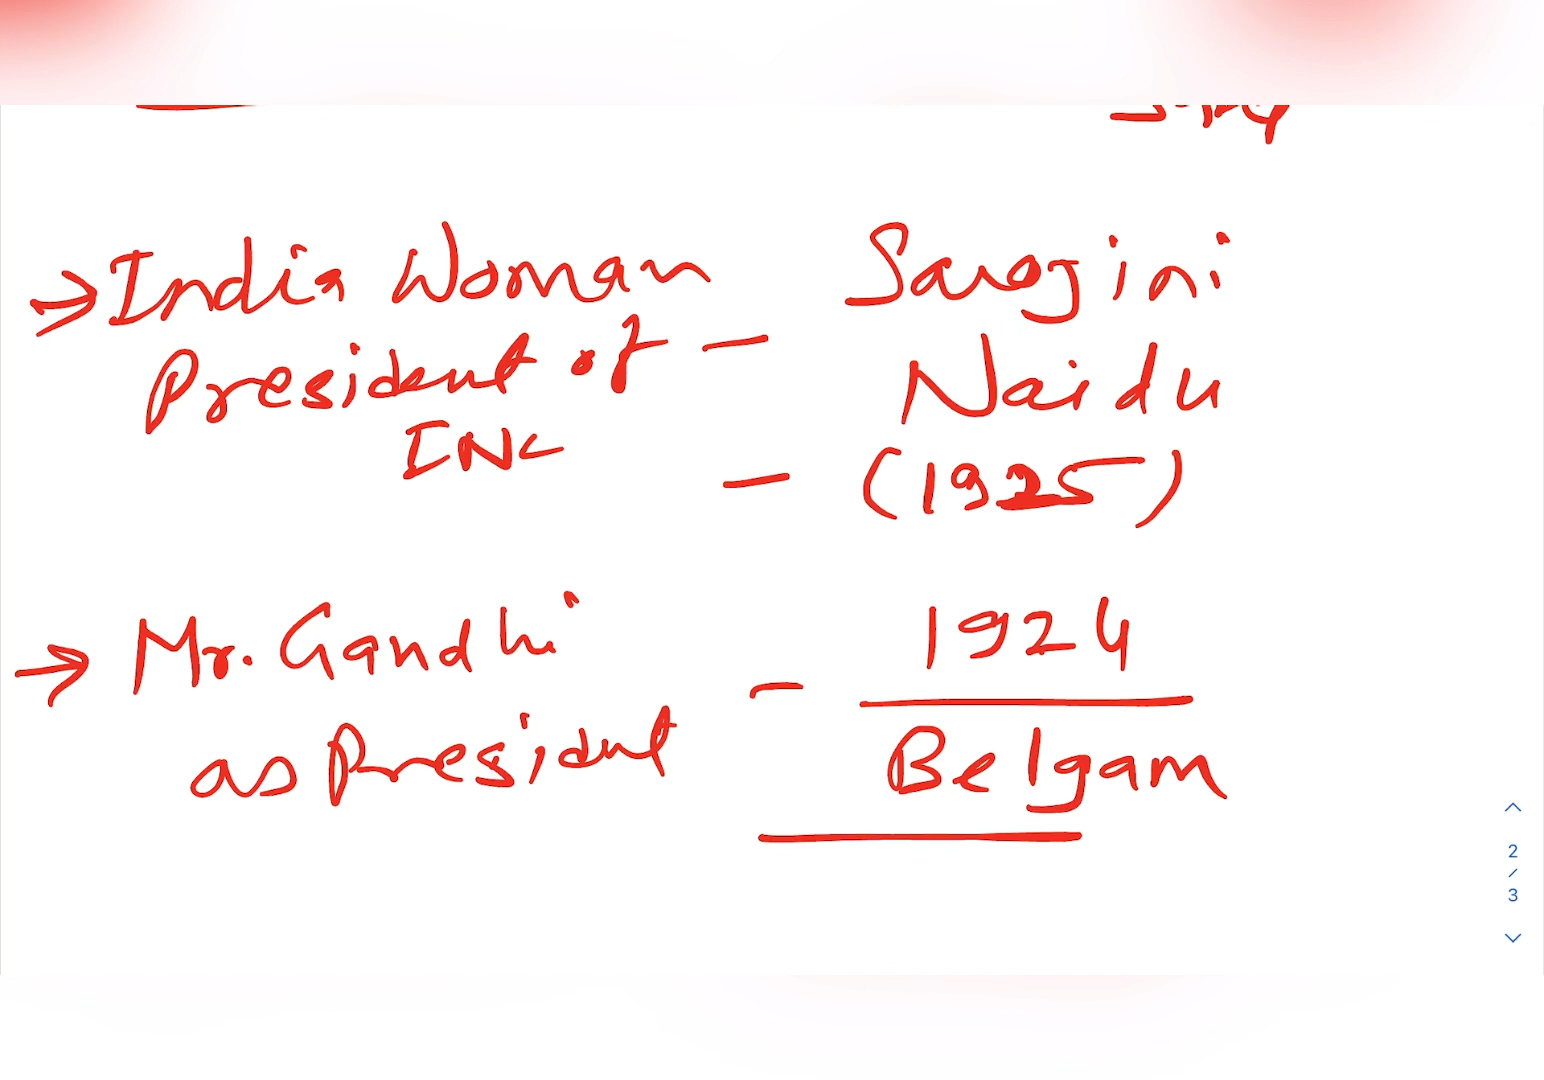 → India Woman - Sarojini
President of Naidu
INC - (1925)
→ Mr. Gandhi - 1924
as President Belgam
2
/
3